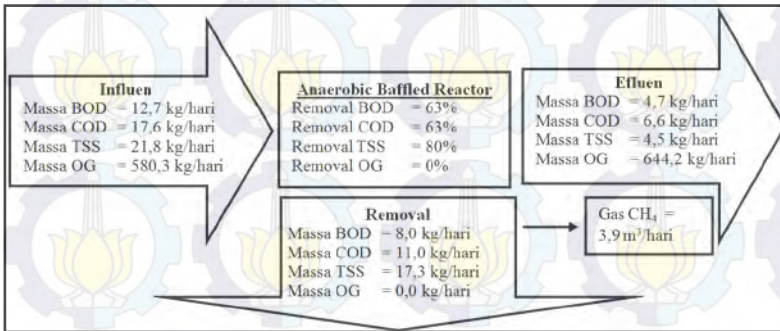 Influen
Massa BOD = 12,7 kg/hari
Massa COD = 17,6 kg/hari
Massa TSS = 21,8 kg/hari
Massa OG = 580,3 kg/hari
Anaerobic Baffled Reactor
Removal BOD = 63%
Removal COD = 63%
Removal TSS = 80%
Removal OG = 0%
Efluen
Massa BOD = 4,7 kg/hari
Massa COD = 6,6 kg/hari
Massa TSS = 4,5 kg/hari
Massa OG = 644,2 kg/hari
Removal
Massa BOD = 8,0 kg/hari
Massa COD = 11,0 kg/hari
Massa TSS = 17,3 kg/hari
Massa OG = 0,0 kg/hari
Gas CH₄ =
3,9 m³/hari